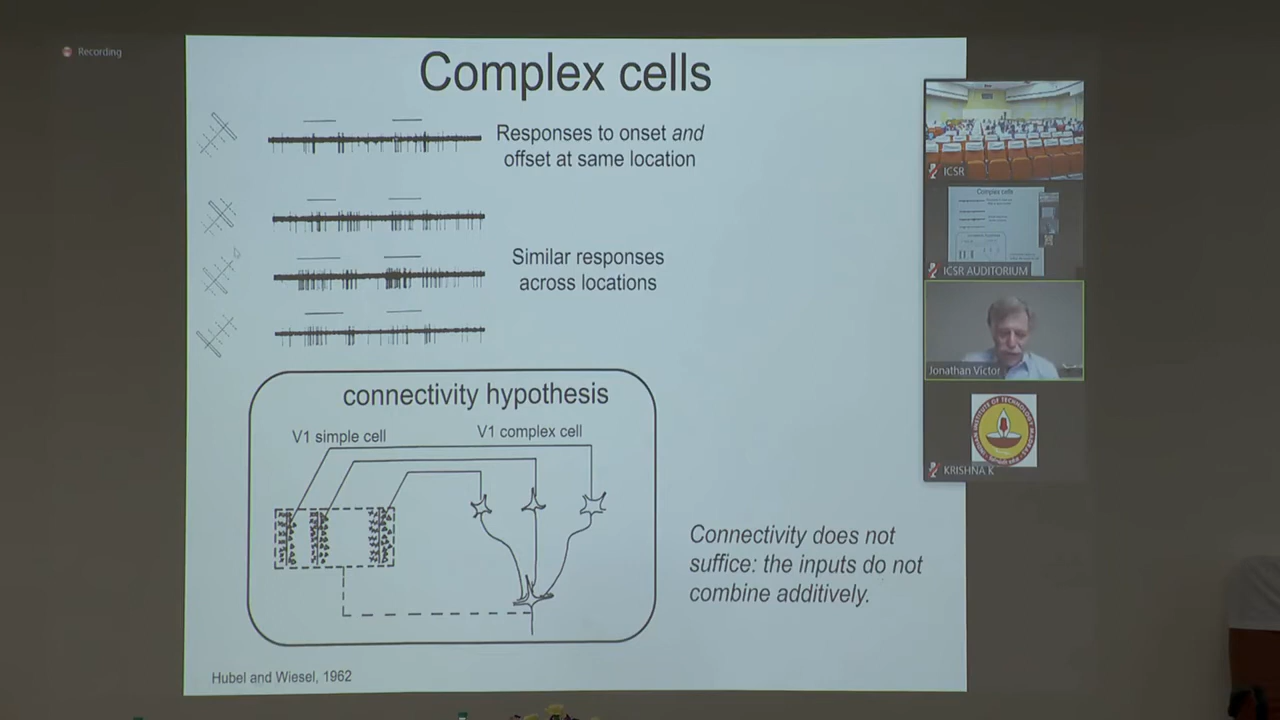 Recording
Complex cells
Responses to onset and
offset at same location
Similar responses
across locations
connectivity hypothesis
V1 simple cell
V1 complex cell
Connectivity does not
suffice: the inputs do not
combine additively.
Hubel and Wiesel, 1962
ICSR
Complex cells
ICSR AUDITORIUM
Jonathan Victor
KRISHNA K